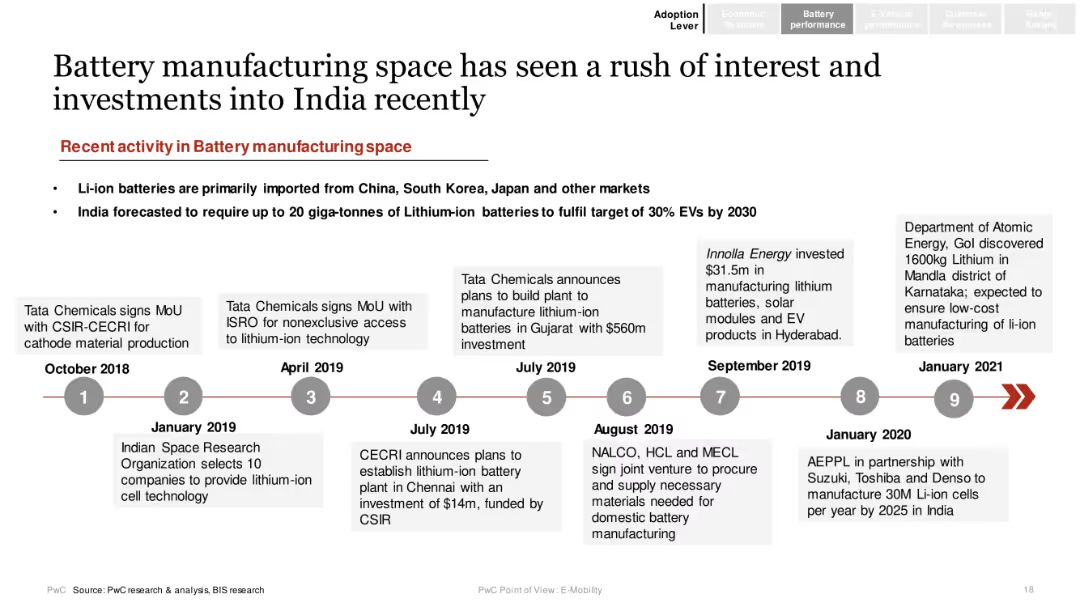 Adoption
Lever
Economic
Battery
performance
E-Vehicle
performance
Customer
Awareness
Battery manufacturing space has seen a rush of interest and
investments into India recently
Recent activity in Battery manufacturing space
• Li-ion batteries are primarily imported from China, South Korea, Japan and other markets
• India forecasted to require up to 20 giga-tonnes of Lithium-ion batteries to fulfil target of 30% EVs by 2030
Tata Chemicals signs MoU
with CSIR-CECRI for
cathode material production
October 2018
1
2
January 2019
Indian Space Research
Organization selects 10
companies to provide lithium-ion
cell technology
Tata Chemicals signs MoU with
ISRO for nonexclusive access
to lithium-ion technology
April 2019
3
4
July 2019
CECRI announces plans to
establish lithium-ion battery
plant in Chennai with an
investment of $14m, funded by
CSIR
Tata Chemicals announces
plans to build plant to
manufacture lithium-ion
batteries in Gujarat with $560m
investment
July 2019
5
6
August 2019
NALCO, HCL and MECL
sign joint venture to procure
and supply necessary
materials needed for
domestic battery
manufacturing
Innolla Energy invested
$31.5m in
manufacturing lithium
batteries, solar
modules and EV
products in Hyderabad.
September 2019
7
8
January 2020
AEPPL in partnership with
Suzuki, Toshiba and Denso to
manufacture 30M Li-ion cells
per year by 2025 in India
Department of Atomic
Energy, GoI discovered
1600kg Lithium in
Mandla district of
Karnataka; expected to
ensure low-cost
manufacturing of li-ion
batteries
January 2021
9
PwC Source: PwC research & analysis, BIS research
PwC Point of View: E-Mobility
18